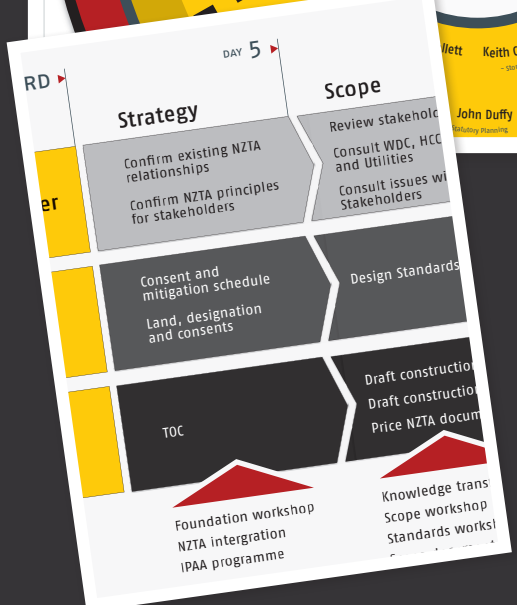 RD
DAY 5
Strategy
Scope
er
Confirm existing NZTA
relationships
Confirm NZTA principles
for stakeholders
Review stakehol
Consult WDC, HCC
and Utilities
Consult issues wi
Stakeholders
Consent and
mitigation schedule
Land, designation
and consents
Design Standards
TOC
Draft construction
Draft construction
Price NZTA docum
Foundation workshop
NZTA intergration
IPAA programme
Knowledge trans
Scope workshop
Standards worksh
llett
Keith
John Duffy
Statutory Planning